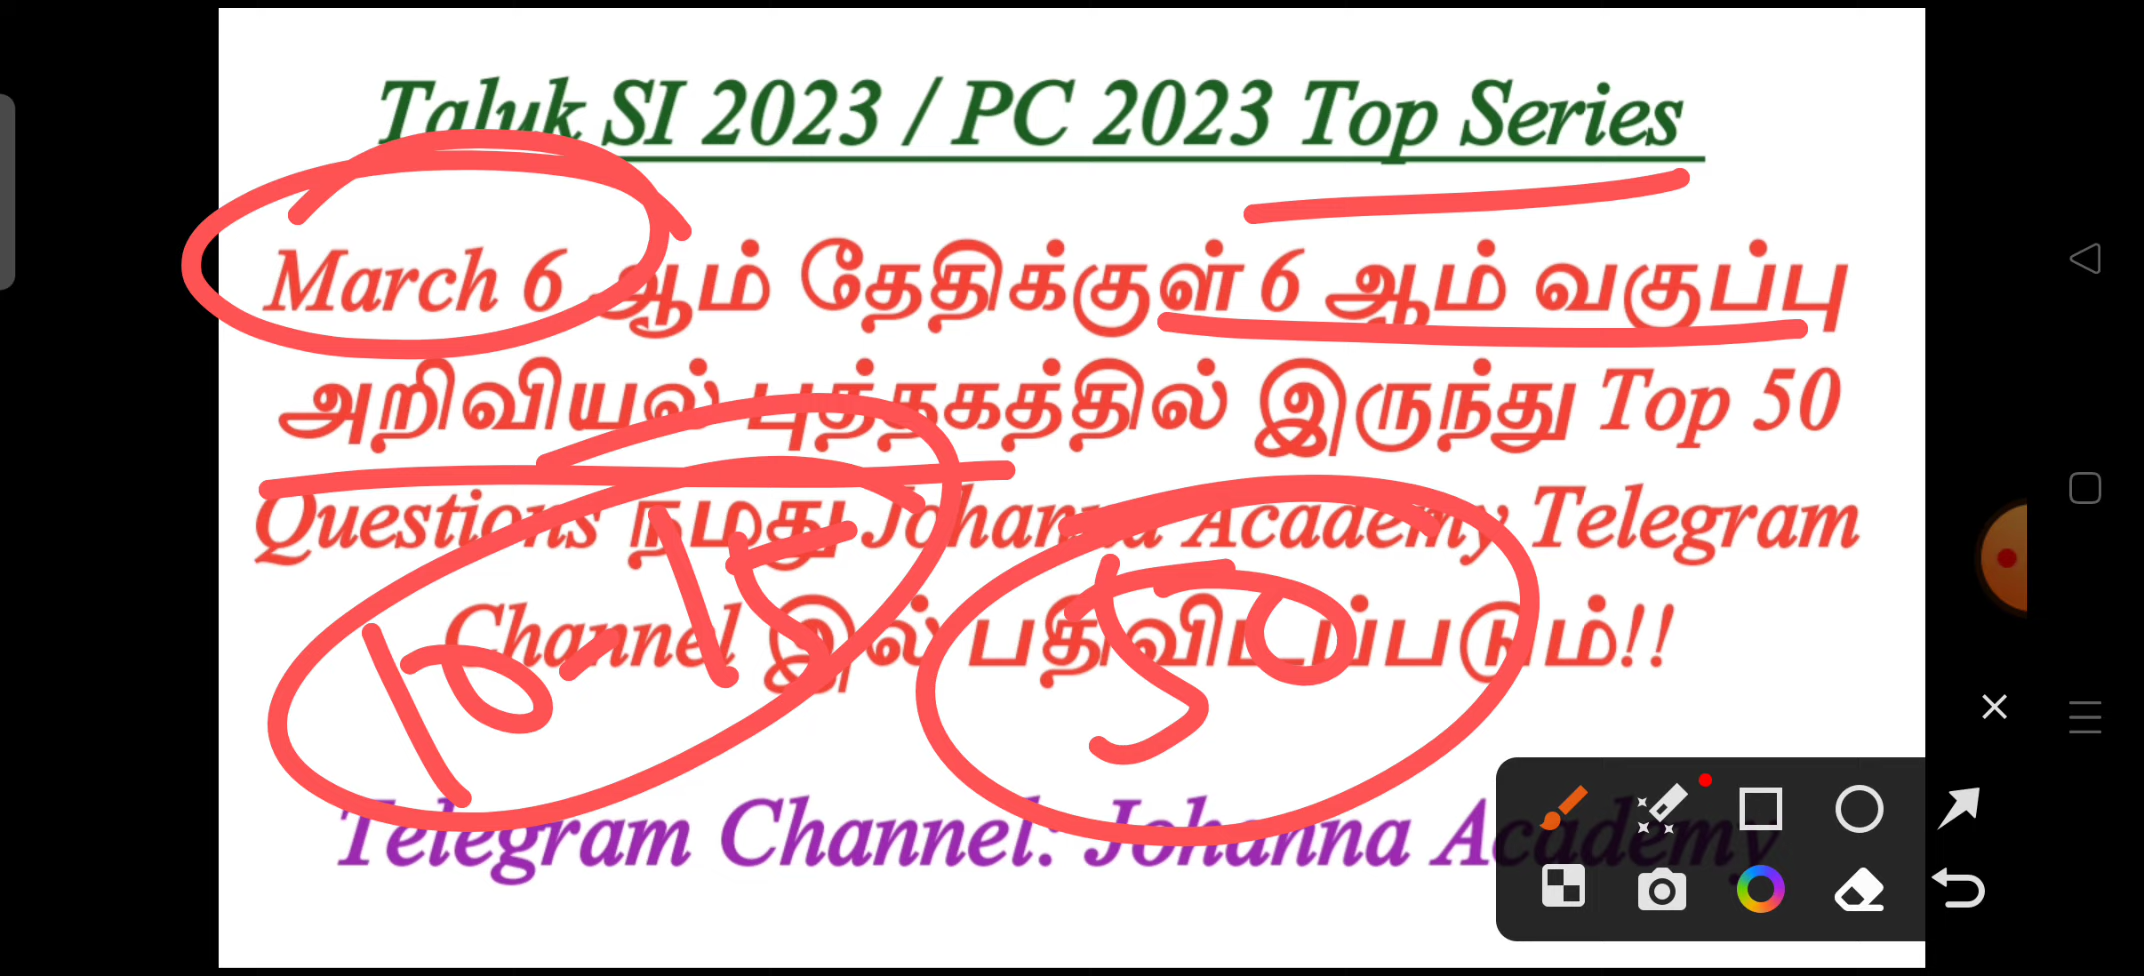 Taluk SI 2023 / PC 2023 Top Series
March 6 ஆம் தேதிக்குள் 6 ஆம் வகுப்பு
அறிவியல் புத்தகத்தில் இருந்து Top 50
Questions நமது Johanna Academy Telegram
Channel இல் பதிவிடப்படும்!!
10-15
50
Telegram Channel: Johanna Academy